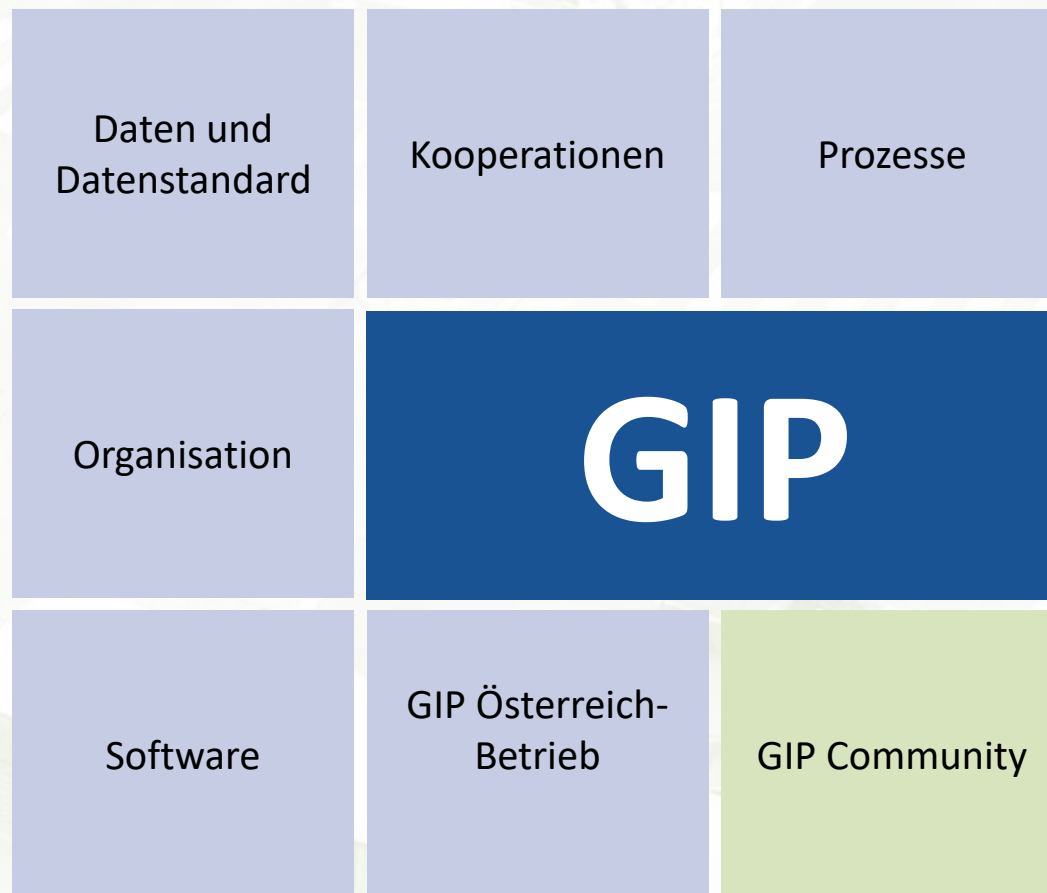 Daten und
Datenstandard
Kooperationen
Prozesse
Organisation
GIP
Software
GIP Österreich-
Betrieb
GIP Community